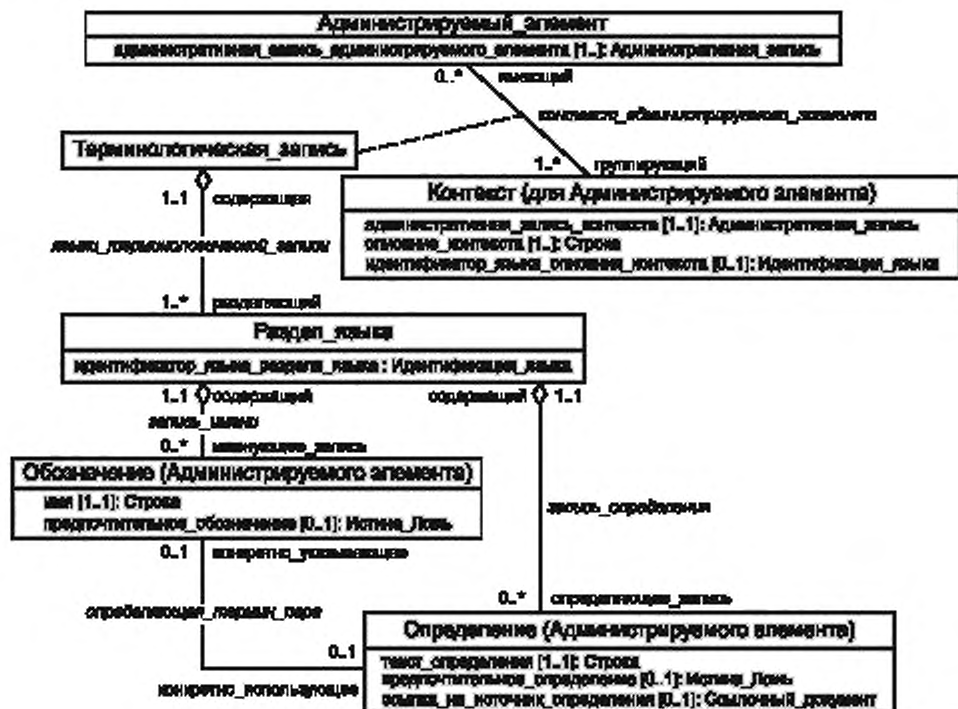 Администрируемый_элемент
административная_запись_администрируемого_элемента [1..]: Административная_запись
0..* имеющий
контекст_администрируемого_элемента
Терминологическая_запись
1..* группирующий
1..1 содержащая
Контекст (для Администрируемого элемента)
административная_запись_контекста [1..1]: Административная_запись
описание_контекста [1..]: Строка
идентификатор_языка_описания_контекста [0..1]: Идентификация_языка
языки_терминологической_записи
1..* разделяющий
Раздел_языка
идентификатор_языка_раздела_языка : Идентификация_языка
1..1 содержащий
содержащий 1..1
запись_имени
0..* именующие_запись
Обозначение (Администрируемого элемента)
имя [1..1]: Строка
предпочтительное_обозначение [0..1]: Истина_Ложь
запись_определения
0..1 конкретно_указывающее
0..* определяющие_запись
определяющая_термин_пара
Определение (Администрируемого элемента)
текст_определения [1..1]: Строка
предпочтительное_определение [0..1]: Истина_Ложь
ссылка_на_источник_определения [0..1]: Ссылочный_документ
0..1
конкретно_использующее